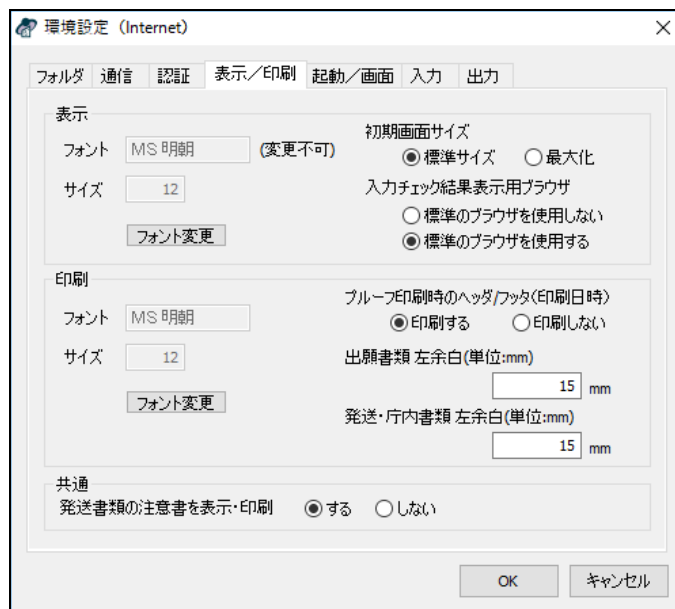 環境設定（Internet）
フォルダ 通信 認証 表示／印刷 起動／画面 入力 出力
表示
フォント MS 明朝 (変更不可)
サイズ 12
フォント変更
初期画面サイズ
標準サイズ 最大化
入力チェック結果表示用ブラウザ
標準のブラウザを使用しない
標準のブラウザを使用する
印刷
フォント MS 明朝
サイズ 12
フォント変更
プルーフ印刷時のヘッダ/フッタ(印刷日時)
印刷する 印刷しない
出願書類 左余白(単位:mm)
15 mm
発送・庁内書類 左余白(単位:mm)
15 mm
共通
発送書類の注意書を表示・印刷 する しない
OK キャンセル